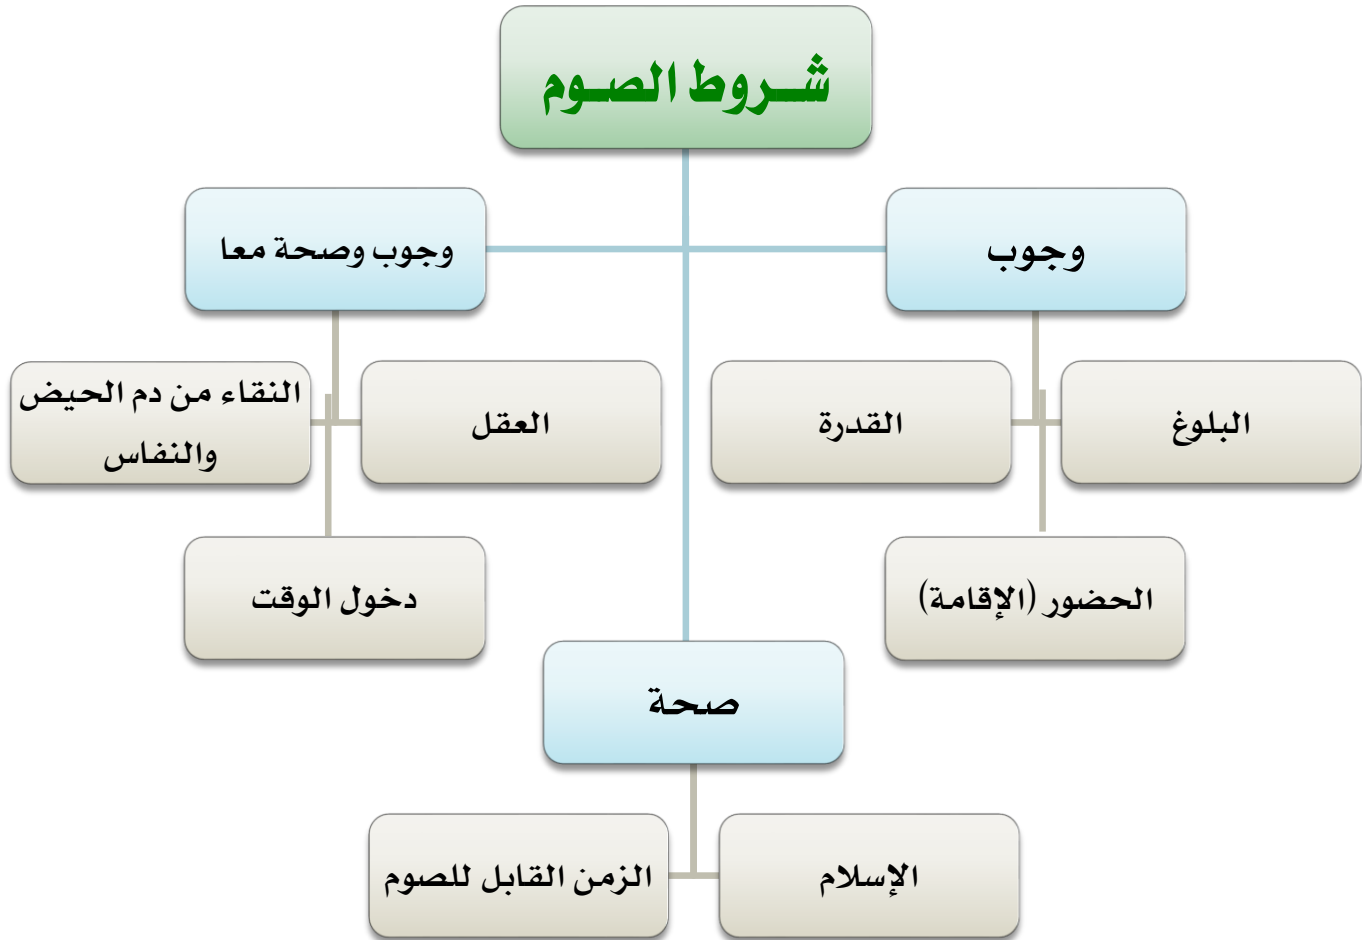 شـروط الصـوم
وجوب
وجوب وصحة معا
البلوغ
القدرة
العقل
النقاء من دم الحيض
والنفاس
الحضور (الإقامة)
دخول الوقت
صحة
الإسلام
الزمن القابل للصوم